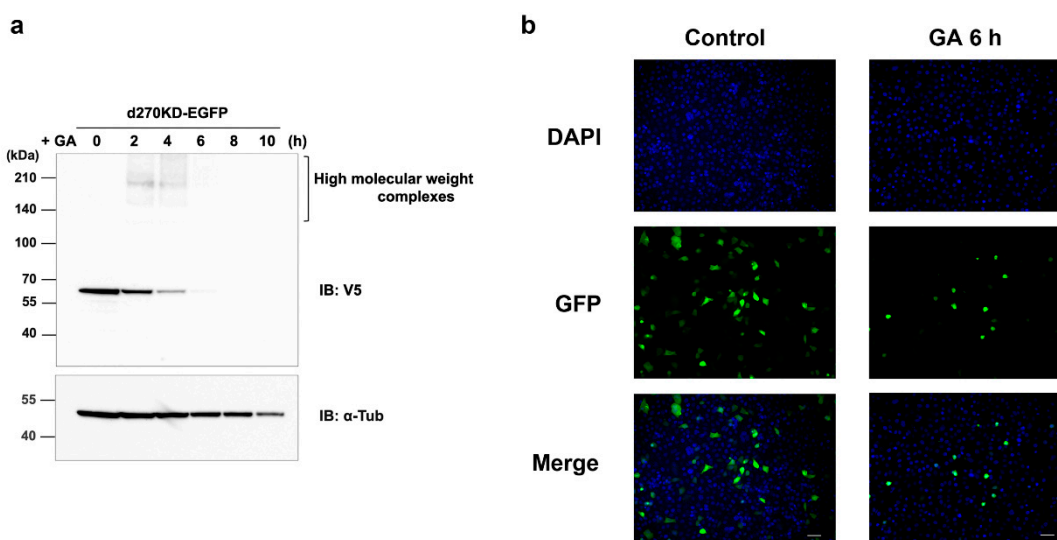 a
d270KD-EGFP
+ GA 0 2 4 6 8 10 (h)
(kDa)
210
140
100
70
55
40
High molecular weight
complexes
IB: V5
55
40
IB: α-Tub
b
Control GA 6 h
DAPI
GFP
Merge